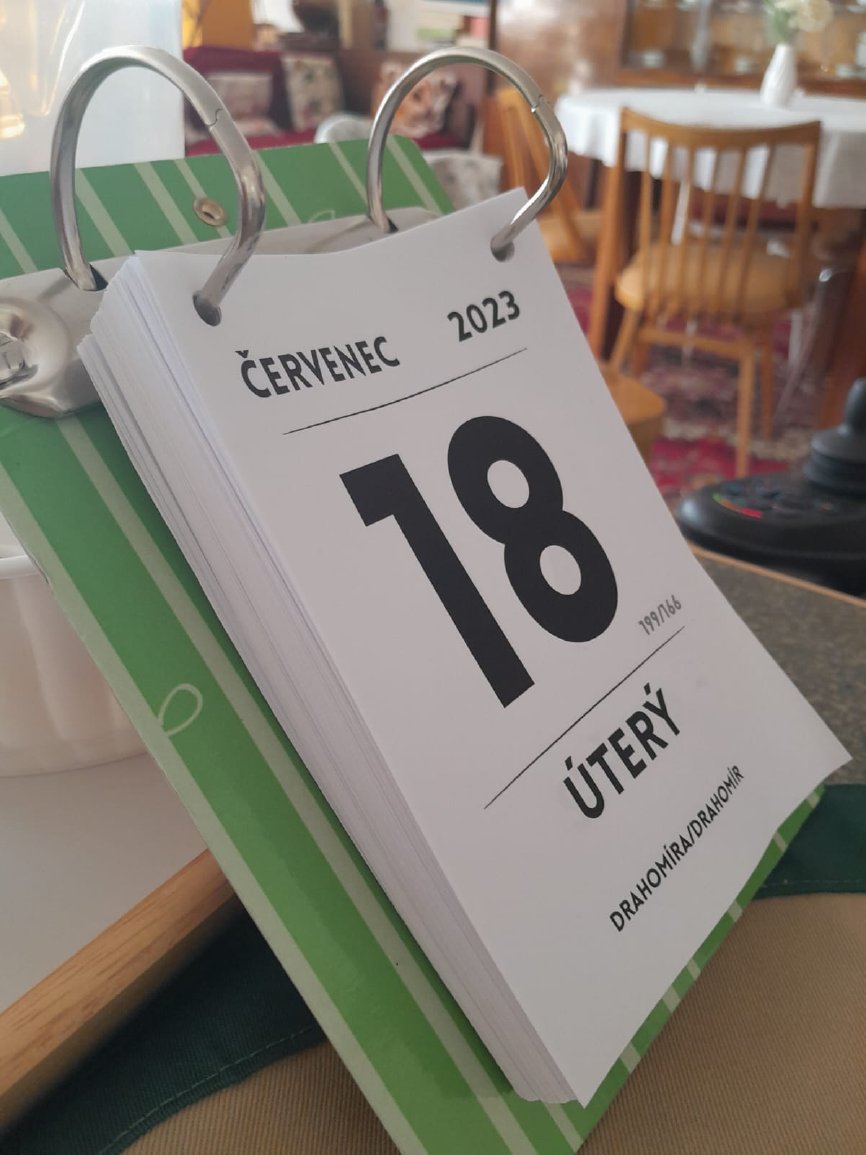 ČERVENEC 2023
18
199/166
ÚTERÝ
DRAHOMÍRA/DRAHOMÍR